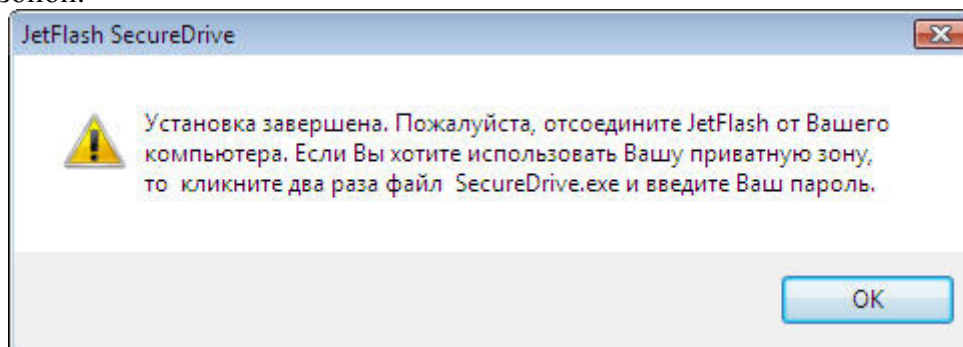 зоной.
JetFlash SecureDrive
Установка завершена. Пожалуйста, отсоедините JetFlash от Вашего
компьютера. Если Вы хотите использовать Вашу приватную зону,
то кликните два раза файл SecureDrive.exe и введите Ваш пароль.
OK